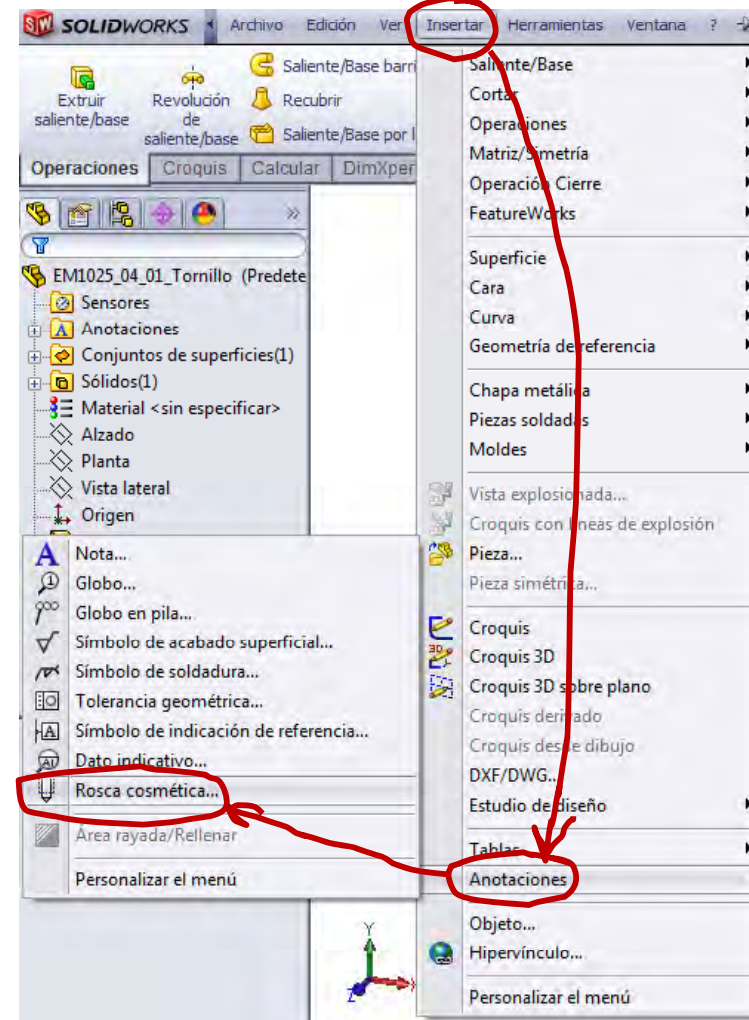 SOLIDWORKS Archivo Edición Ver Insertar Herramientas Ventana ?
Extruir saliente/base
Revolución de saliente/base
Saliente/Base barri
Recubrir
Saliente/Base por l
Operaciones Croquis Calcular DimXper
EM1025_04_01_Tornillo (Predete
Sensores
Anotaciones
Conjuntos de superficies(1)
Sólidos(1)
Material <sin especificar>
Alzado
Planta
Vista lateral
Origen
Nota...
Globo...
Globo en pila...
Símbolo de acabado superficial...
Símbolo de soldadura...
Tolerancia geométrica...
Símbolo de indicación de referencia...
Dato indicativo...
Rosca cosmética...
Área rayada/Rellenar
Personalizar el menú
Saliente/Base
Cortar
Operaciones
Matriz/Simetría
Operación Cierre
FeatureWorks
Superficie
Cara
Curva
Geometría de referencia
Chapa metálica
Piezas soldadas
Moldes
Vista explosionada...
Croquis con líneas de explosión
Pieza...
Pieza simétrica...
Croquis
Croquis 3D
Croquis 3D sobre plano
Croquis derivado
Croquis desde dibujo
DXF/DWG...
Estudio de diseño
Tablas
Anotaciones
Objeto...
Hipervínculo...
Personalizar el menú
Y
X
Z